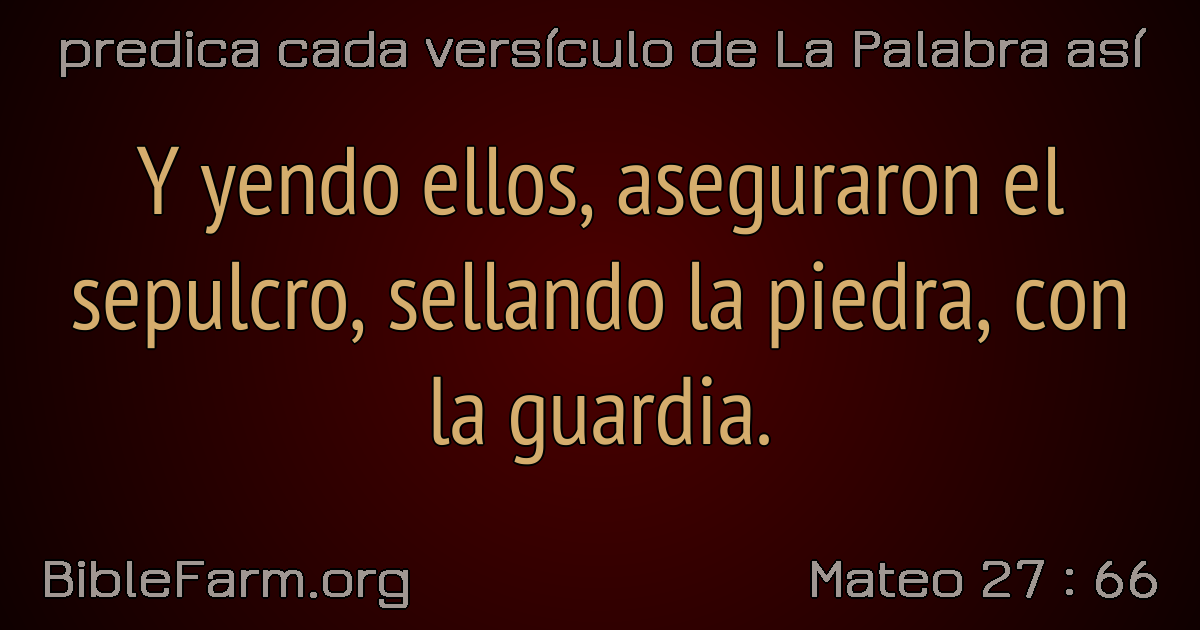 predica cada versículo de La Palabra así
Y yendo ellos, aseguraron el
sepulcro, sellando la piedra, con
la guardia.
BibleFarm.org
Mateo 27 : 66